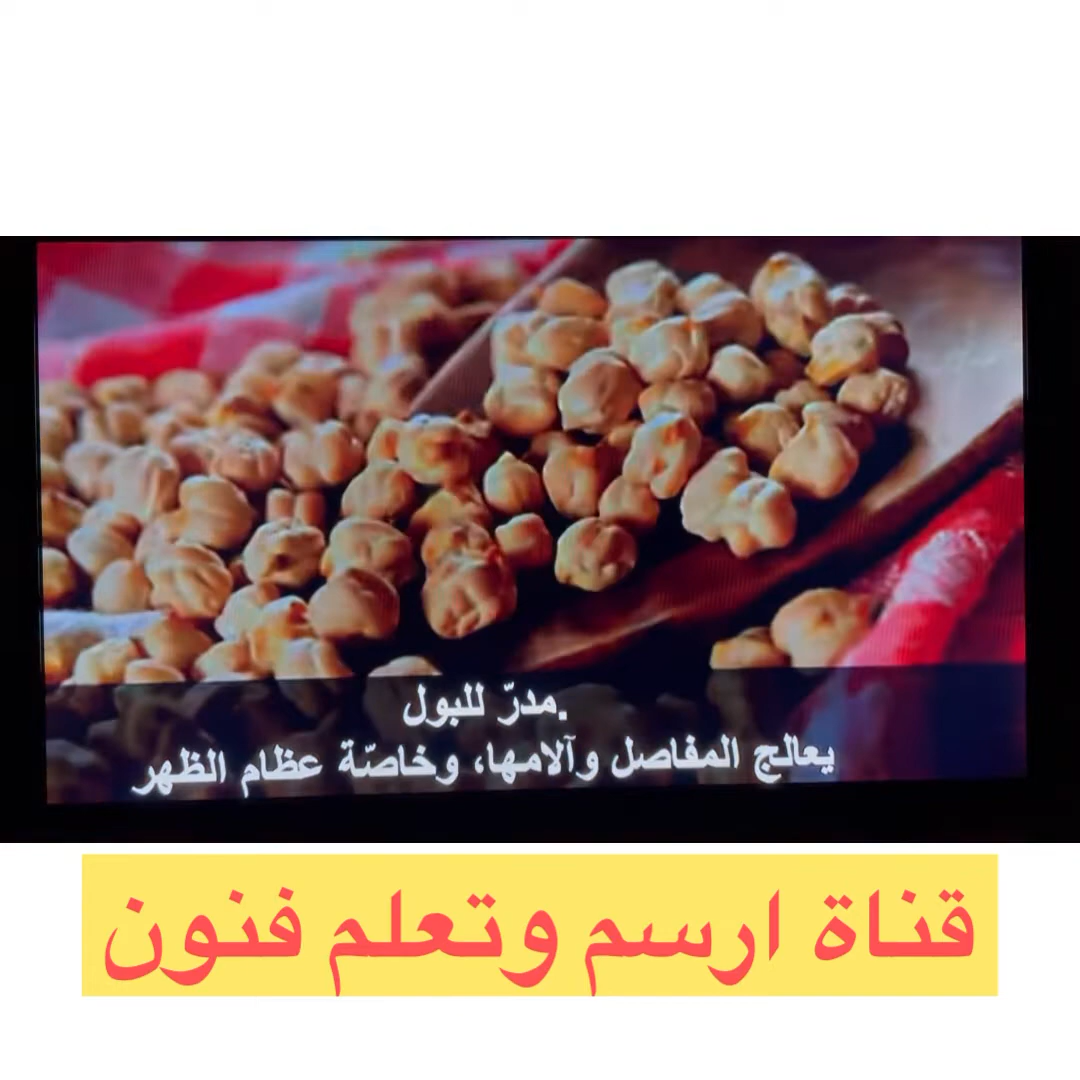 .مدرّ للبول
يعالج المفاصل وآلامها، وخاصّة عظام الظهر
قناة ارسم وتعلم فنون